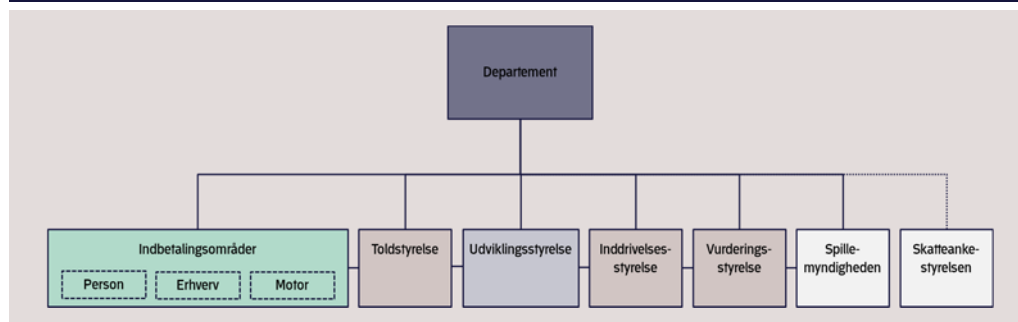 Departement
Indbetalingsområder
Person
Erhverv
Motor
Toldstyrelse
Udviklingsstyrelse
Inddrivelses-
styrelse
Vurderings-
styrelse
Spille-
myndigheden
Skatteanke-
styrelsen